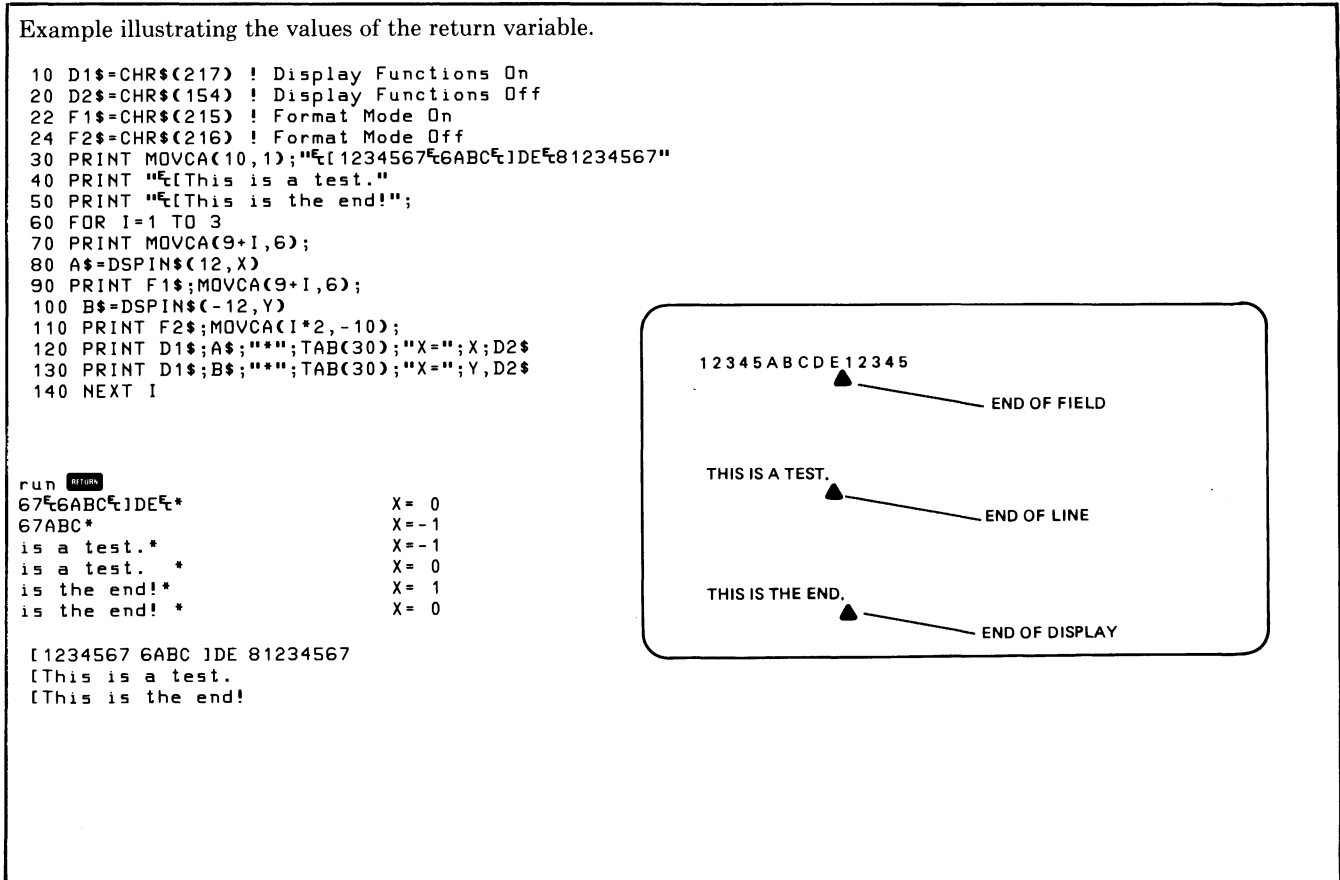 Example illustrating the values of the return variable.
10 D1$=CHR$(217) ! Display Functions On
20 D2$=CHR$(154) ! Display Functions Off
22 F1$=CHR$(215) ! Format Mode On
24 F2$=CHR$(216) ! Format Mode Off
30 PRINT MOVCA(10,1);"␛[1234567␛6ABC␛]DE␛81234567"
40 PRINT "␛[This is a test."
50 PRINT "␛[This is the end!";
60 FOR I=1 TO 3
70 PRINT MOVCA(9+I,6);
80 A$=DSPIN$(12,X)
90 PRINT F1$;MOVCA(9+I,6);
100 B$=DSPIN$(-12,Y)
110 PRINT F2$;MOVCA(I*2,-10);
120 PRINT D1$;A$;"*";TAB(30);"X=";X;D2$
130 PRINT D1$;B$;"*";TAB(30);"X=";Y,D2$
140 NEXT I
run RETURN
67␛6ABC␛]DE␛* X= 0
67ABC* X=-1
is a test.* X=-1
is a test.  * X= 0
is the end!* X= 1
is the end! * X= 0
[1234567 6ABC ]DE 81234567
[This is a test.
[This is the end!
12345ABCDE12345
END OF FIELD
THIS IS A TEST.
END OF LINE
THIS IS THE END.
END OF DISPLAY